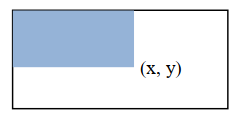 (x, y)